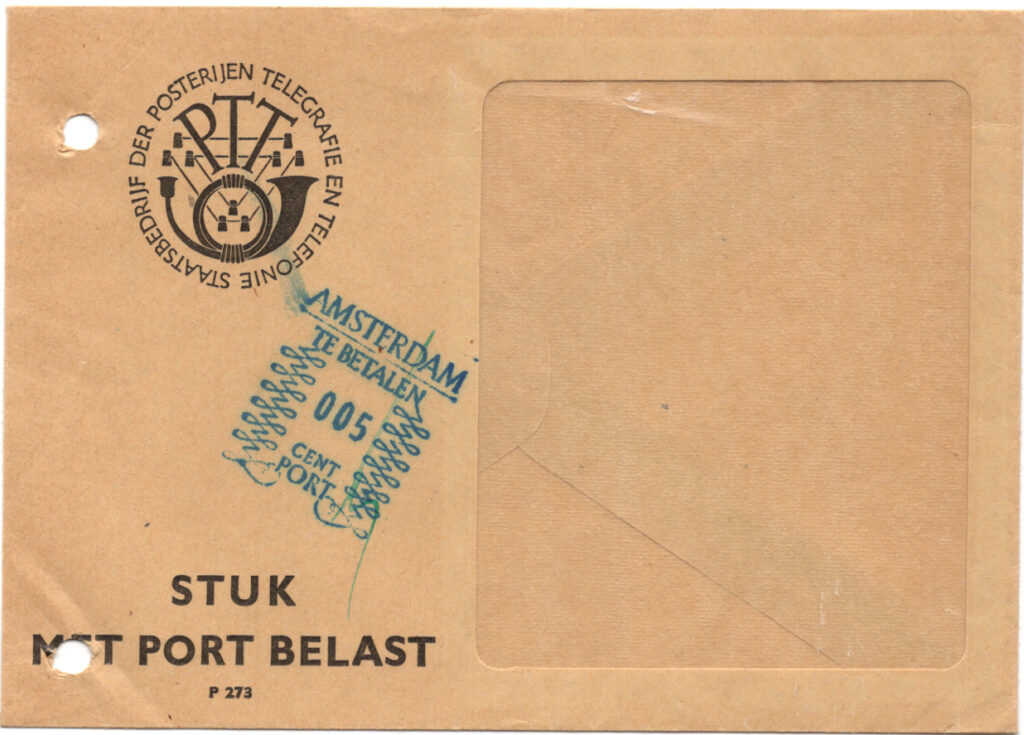 STAATSBEDRIJF DER POSTERIJEN TELEGRAFIE EN TELEFONIE
PTT
AMSTERDAM
TE BETALEN
005
CENT
PORT
STUK
MET PORT BELAST
P 273